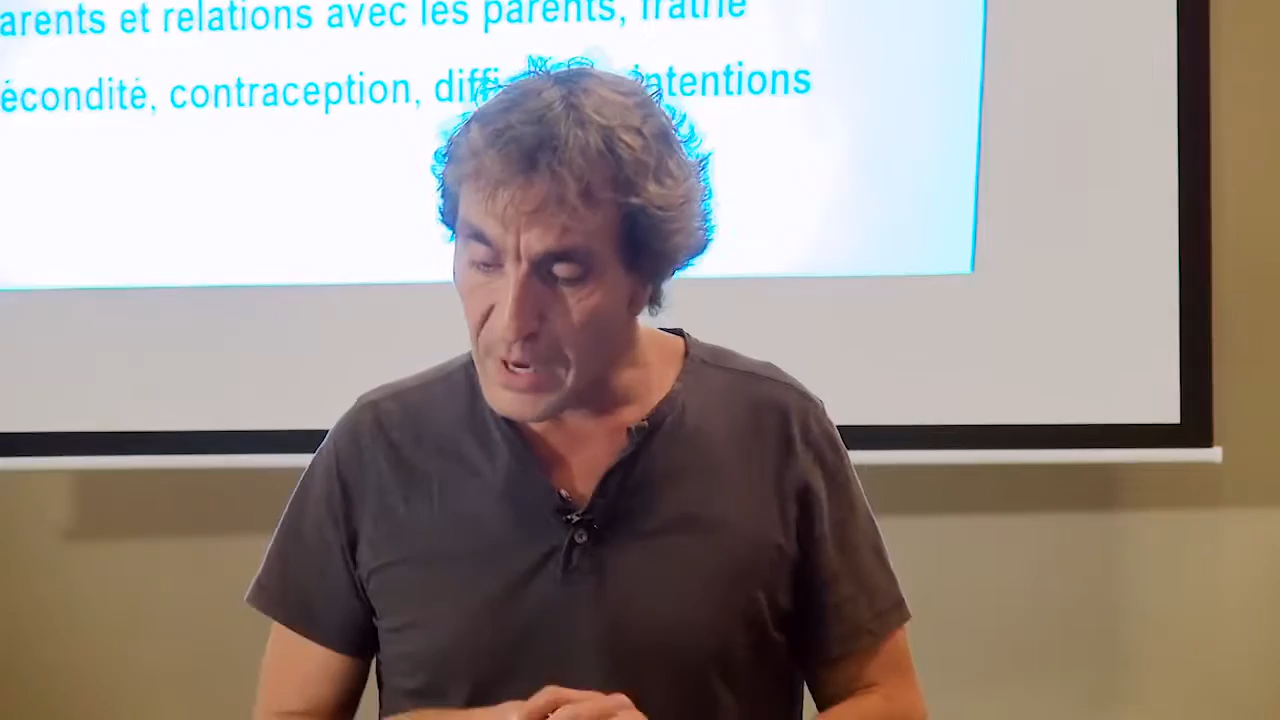 arents et relations avec les parents, fratrie
écondité, contraception, intentions